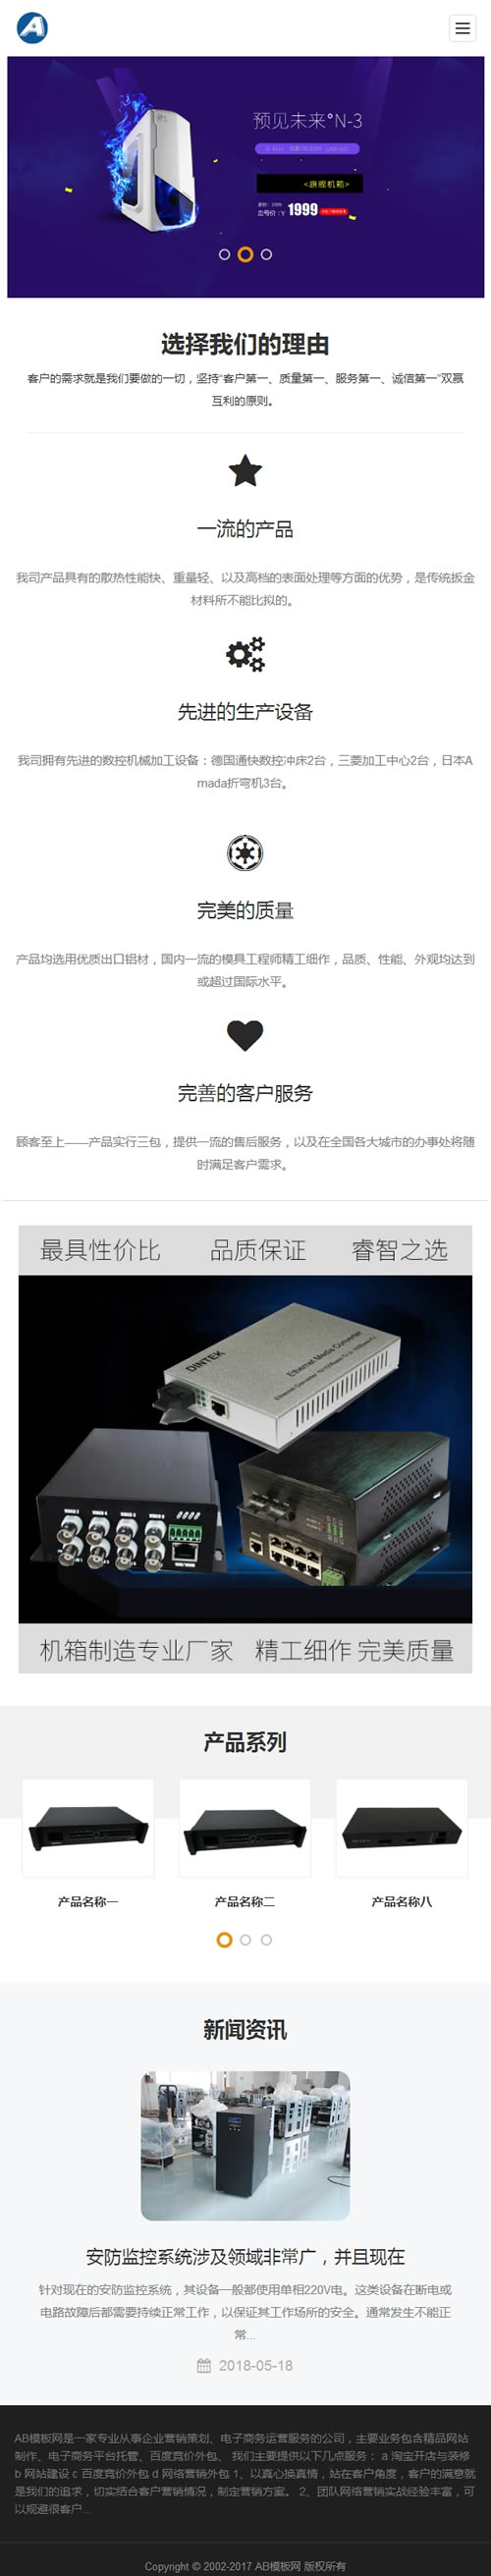 预见未来°N-3
<旗舰机箱>
1999
选择我们的理由
客户的需求就是我们要做的一切，坚持“客户第一、质量第一、服务第一、诚信第一”双赢
互利的原则。
一流的产品
我司产品具有的散热性能快、重量轻、以及高档的表面处理等方面的优势，是传统扳金
材料所不能比拟的。
先进的生产设备
我司拥有先进的数控机械加工设备：德国通快数控冲床2台，三菱加工中心2台，日本A
mada折弯机3台。
完美的质量
产品均选用优质出口铝材，国内一流的模具工程师精工细作，品质、性能、外观均达到
或超过国际水平。
完善的客户服务
顾客至上——产品实行三包，提供一流的售后服务，以及在全国各大城市的办事处将随
时满足客户需求。
最具性价比 品质保证 睿智之选
DINTEK
Ethernet Media Converter
机箱制造专业厂家 精工细作 完美质量
产品系列
产品名称一 产品名称二 产品名称八
新闻资讯
安防监控系统涉及领域非常广，并且现在
针对现在的安防监控系统，其设备一般都使用单相220V电。这类设备在断电或
电路故障后都需要持续正常工作，以保证其工作场所的安全。通常发生不能正
常...
2018-05-18
AB模板网是一家专业从事企业营销策划、电子商务运营服务的公司，主要业务包含精品网站
制作、电子商务平台托管、百度竞价外包、 我们主要提供以下几点服务： a 淘宝开店与装修
b 网站建设 c 百度竞价外包 d 网络营销外包 1、以真心换真情，站在客户角度，客户的满意就
是我们的追求，切实结合客户营销情况，制定营销方案。 2、团队网络营销实战经验丰富，可
以规避很客户...
Copyright © 2002-2017 AB模板网 版权所有